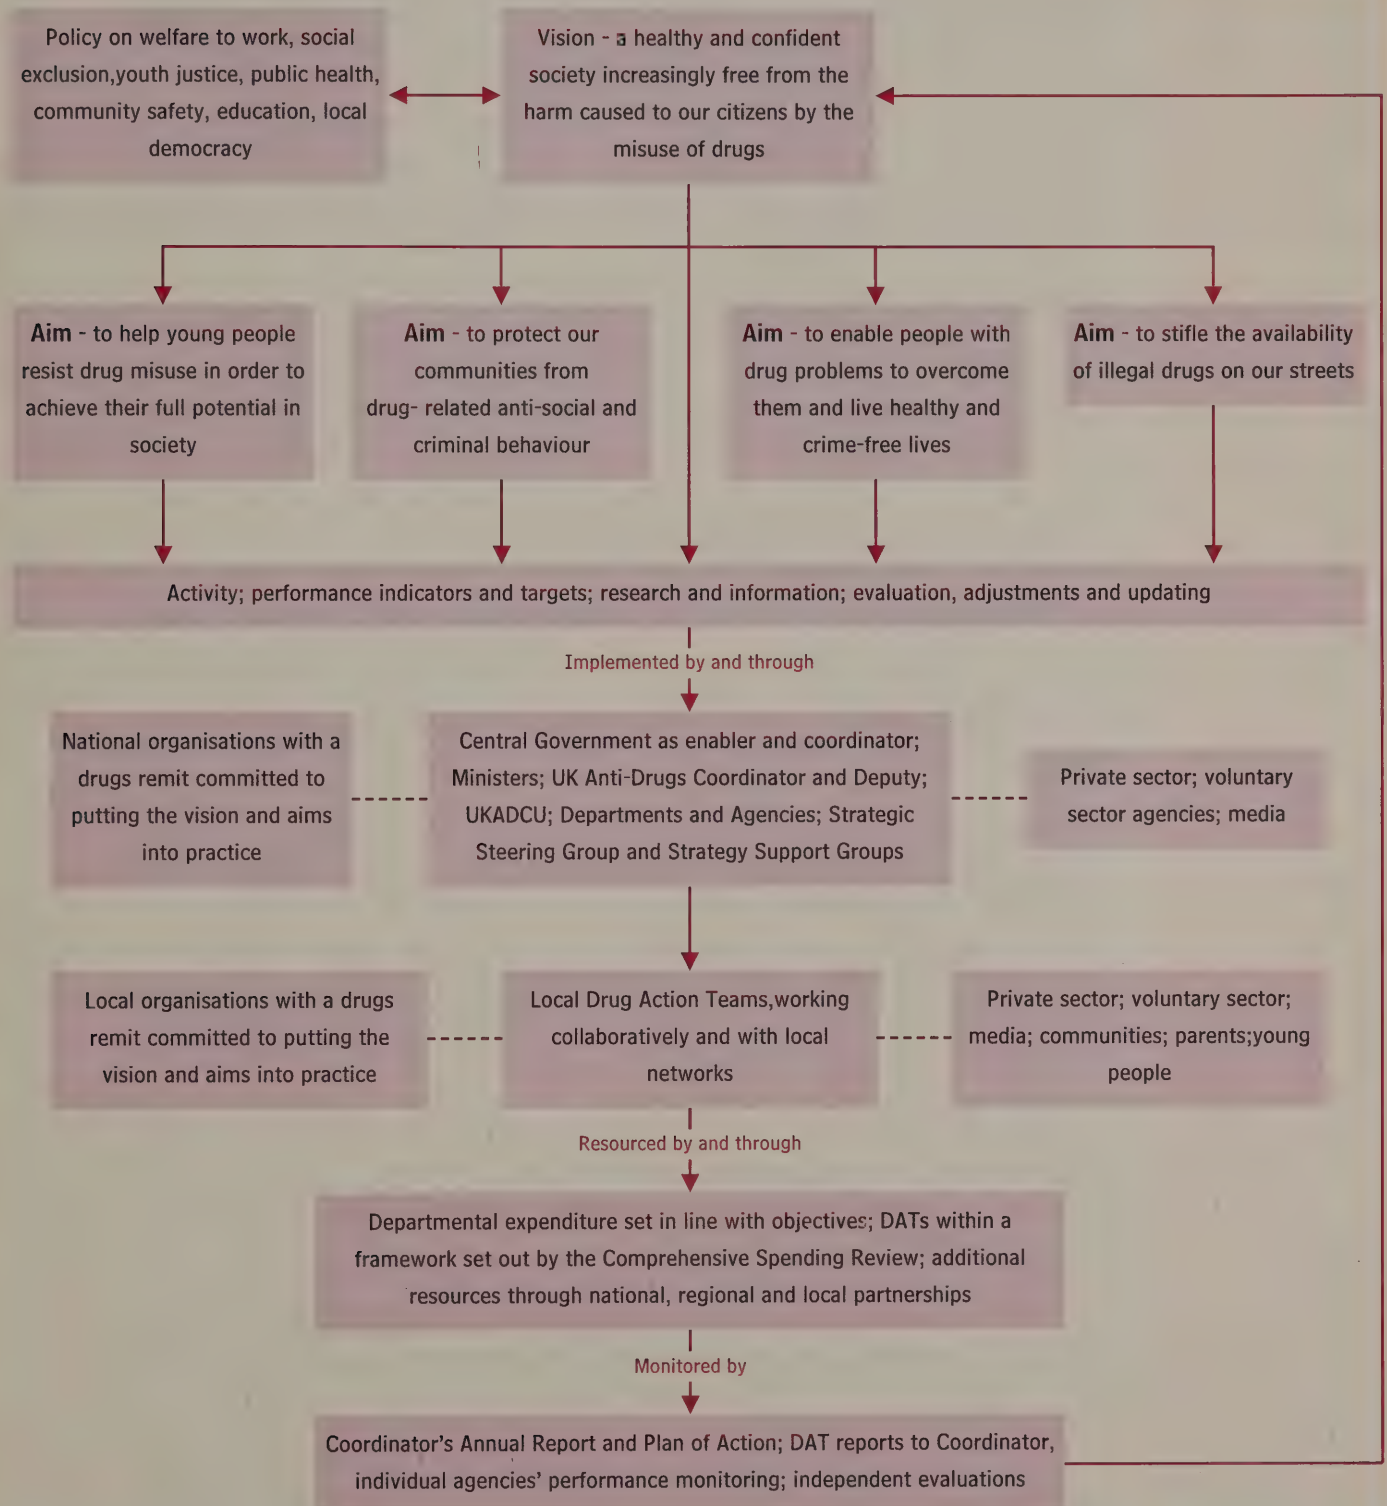 Policy on welfare to work, social
exclusion,youth justice, public health,
community safety, education, local
democracy
Vision - a healthy and confident
society increasingly free from the
harm caused to our citizens by the
misuse of drugs
Aim - to help young people
resist drug misuse in order to
achieve their full potential in
society
Aim - to protect our
communities from
drug- related anti-social and
criminal behaviour
Aim - to enable people with
drug problems to overcome
them and live healthy and
crime-free lives
Aim - to stifle the availability
of illegal drugs on our streets
Activity; performance indicators and targets; research and information; evaluation, adjustments and updating
Implemented by and through
National organisations with a
drugs remit committed to
putting the vision and aims
into practice
Central Government as enabler and coordinator;
Ministers; UK Anti-Drugs Coordinator and Deputy;
UKADCU; Departments and Agencies; Strategic
Steering Group and Strategy Support Groups
Private sector; voluntary
sector agencies; media
Local organisations with a drugs
remit committed to putting the
vision and aims into practice
Local Drug Action Teams,working
collaboratively and with local
networks
Private sector; voluntary sector;
media; communities; parents;young
people
Resourced by and through
Departmental expenditure set in line with objectives; DATs within a
framework set out by the Comprehensive Spending Review; additional
resources through national, regional and local partnerships
Monitored by
Coordinator's Annual Report and Plan of Action; DAT reports to Coordinator,
individual agencies' performance monitoring; independent evaluations